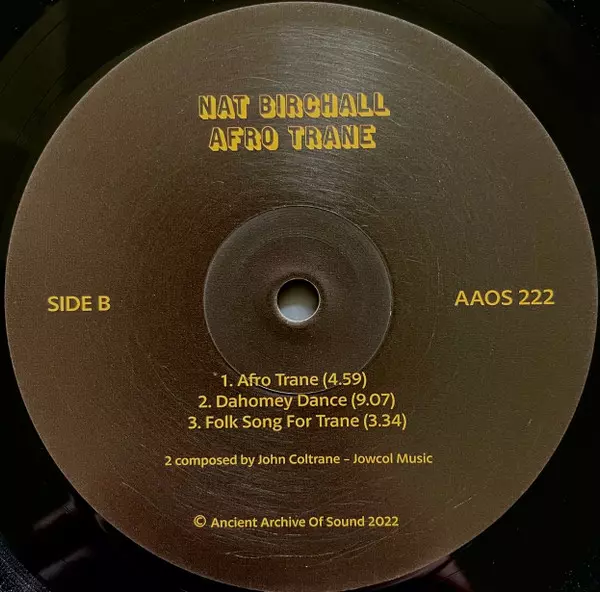 NAT BIRCHALL
AFRO TRANE
SIDE B
AAOS 222
1. Afro Trane (4.59)
2. Dahomey Dance (9.07)
3. Folk Song For Trane (3.34)
2 composed by John Coltrane – Jowcol Music
© Ancient Archive Of Sound 2022